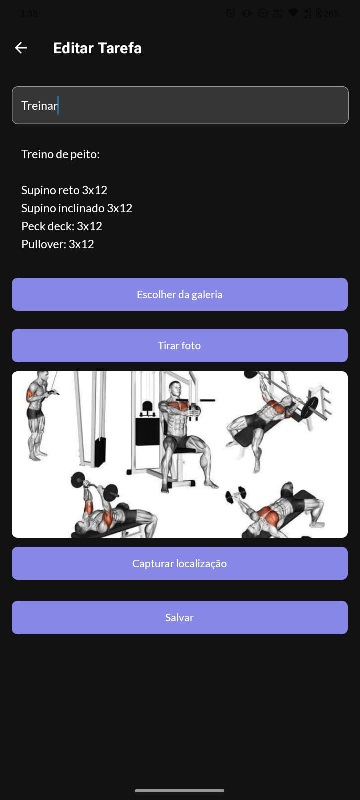 Editar Tarefa
Treinar
Treino de peito:
Supino reto 3x12
Supino inclinado 3x12
Peck deck: 3x12
Pullover: 3x12
Escolher da galeria
Tirar foto
Capturar localização
Salvar